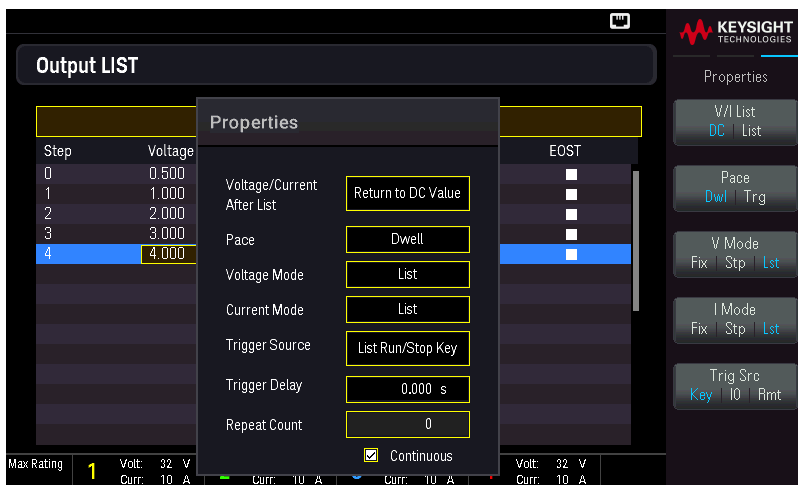 KEYSIGHT
TECHNOLOGIES
Output LIST
Properties
Step Voltage EOST
0 0.500
1 1.000
2 2.000
3 3.000
4 4.000
Properties
Voltage/Current
After List
Return to DC Value
Pace Dwell
Voltage Mode List
Current Mode List
Trigger Source List Run/Stop Key
Trigger Delay 0.000 s
Repeat Count 0
Continuous
V/I List
DC List
Pace
Dwl Trg
V Mode
Fix Stp Lst
I Mode
Fix Stp Lst
Trig Src
Key IO Rmt
Max Rating 1 Volt: 32 V Volt: 32 V
Curr: 10 A Curr: 10 A Curr: 10 A Curr: 10 A